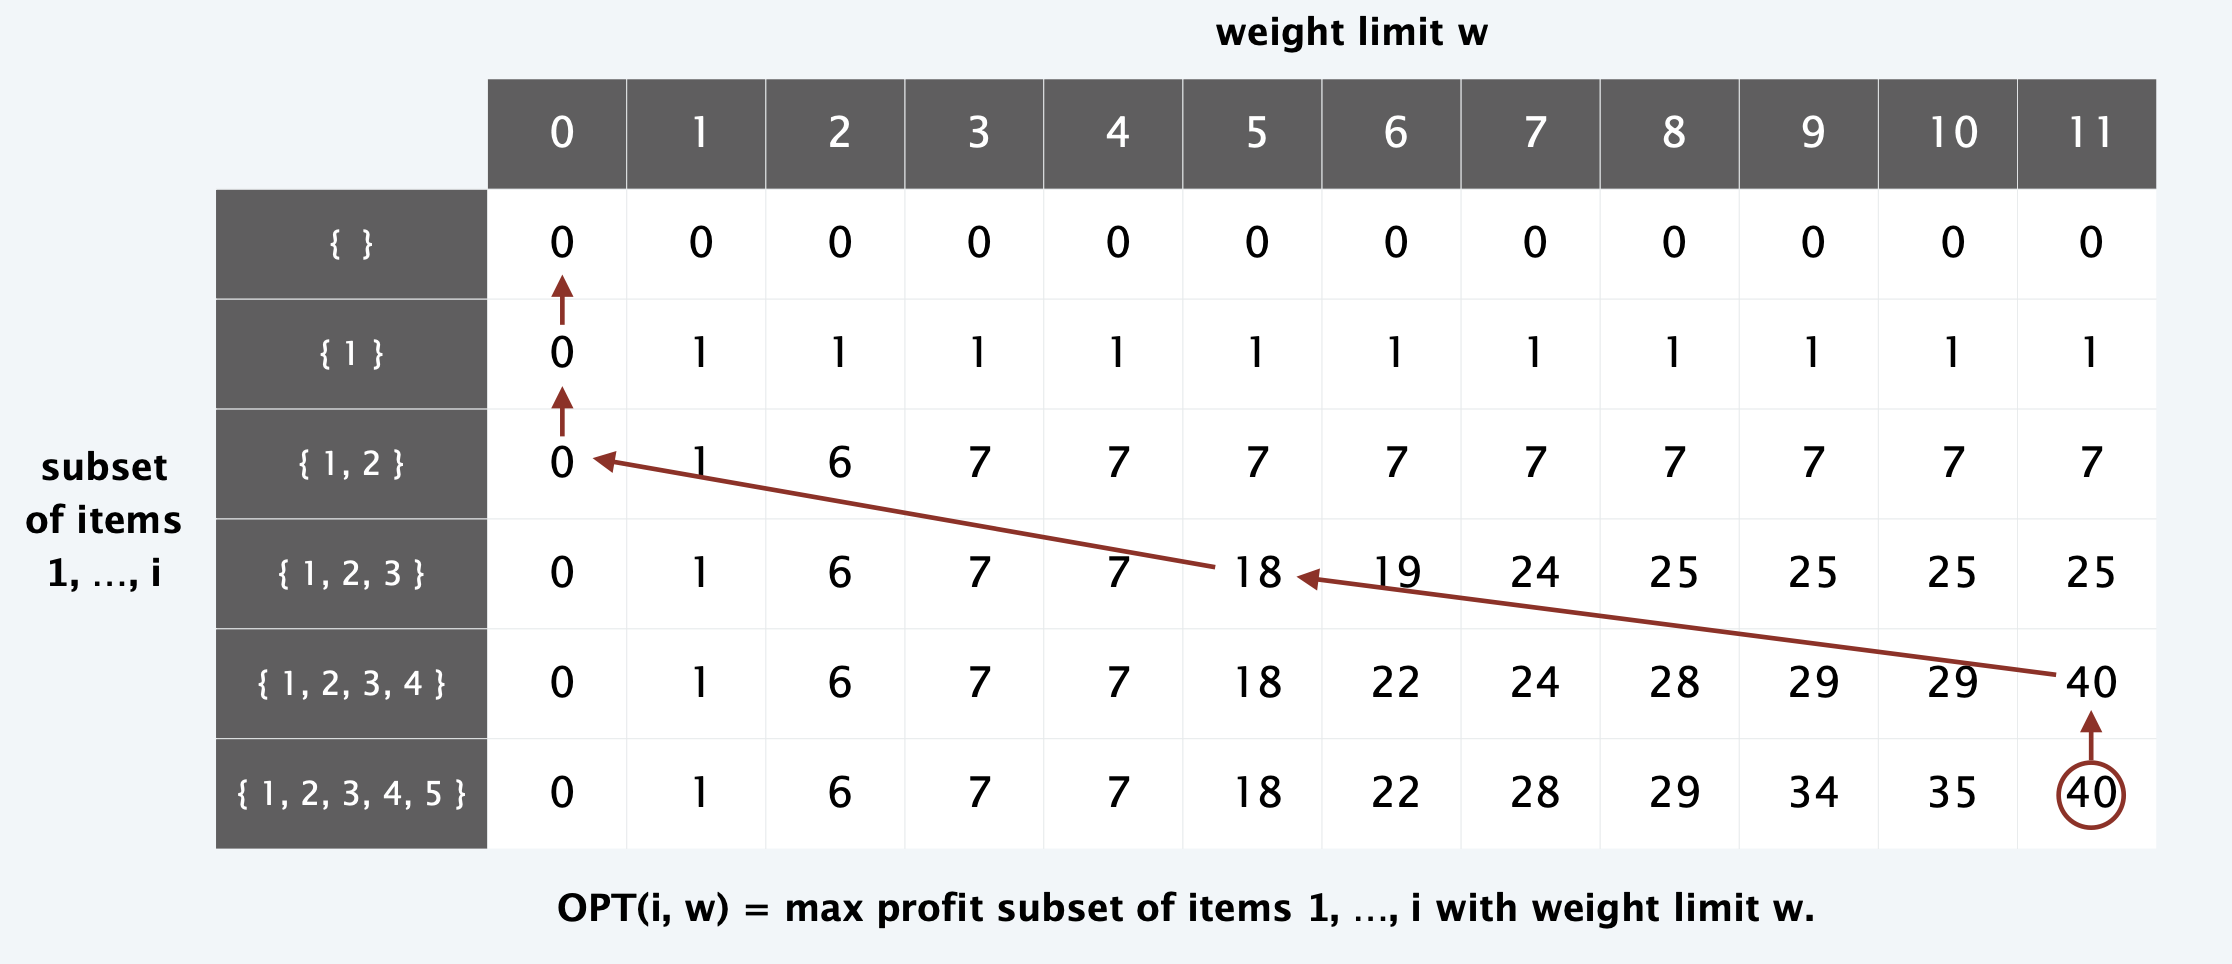 weight limit w
0 1 2 3 4 5 6 7 8 9 10 11
{ } 0 0 0 0 0 0 0 0 0 0 0 0
{ 1 } 0 1 1 1 1 1 1 1 1 1 1 1
{ 1, 2 } 0 1 6 7 7 7 7 7 7 7 7 7
subset
of items
1, …, i
{ 1, 2, 3 } 0 1 6 7 7 18 19 24 25 25 25 25
{ 1, 2, 3, 4 } 0 1 6 7 7 18 22 24 28 29 29 40
{ 1, 2, 3, 4, 5 } 0 1 6 7 7 18 22 28 29 34 35 40
OPT(i, w) = max profit subset of items 1, …, i with weight limit w.